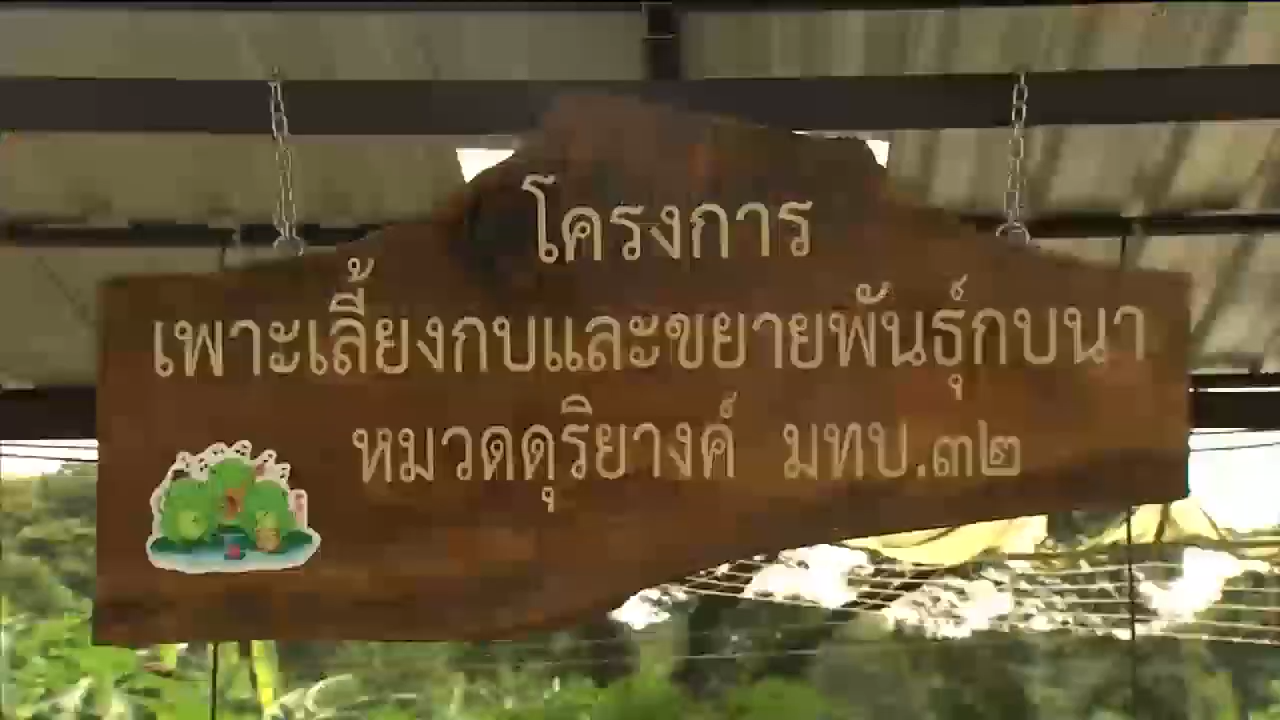 โครงการ
เพาะเลี้ยงกบและขยายพันธุ์กบนา
หมวดดุริยางค์ มทบ.๓๒